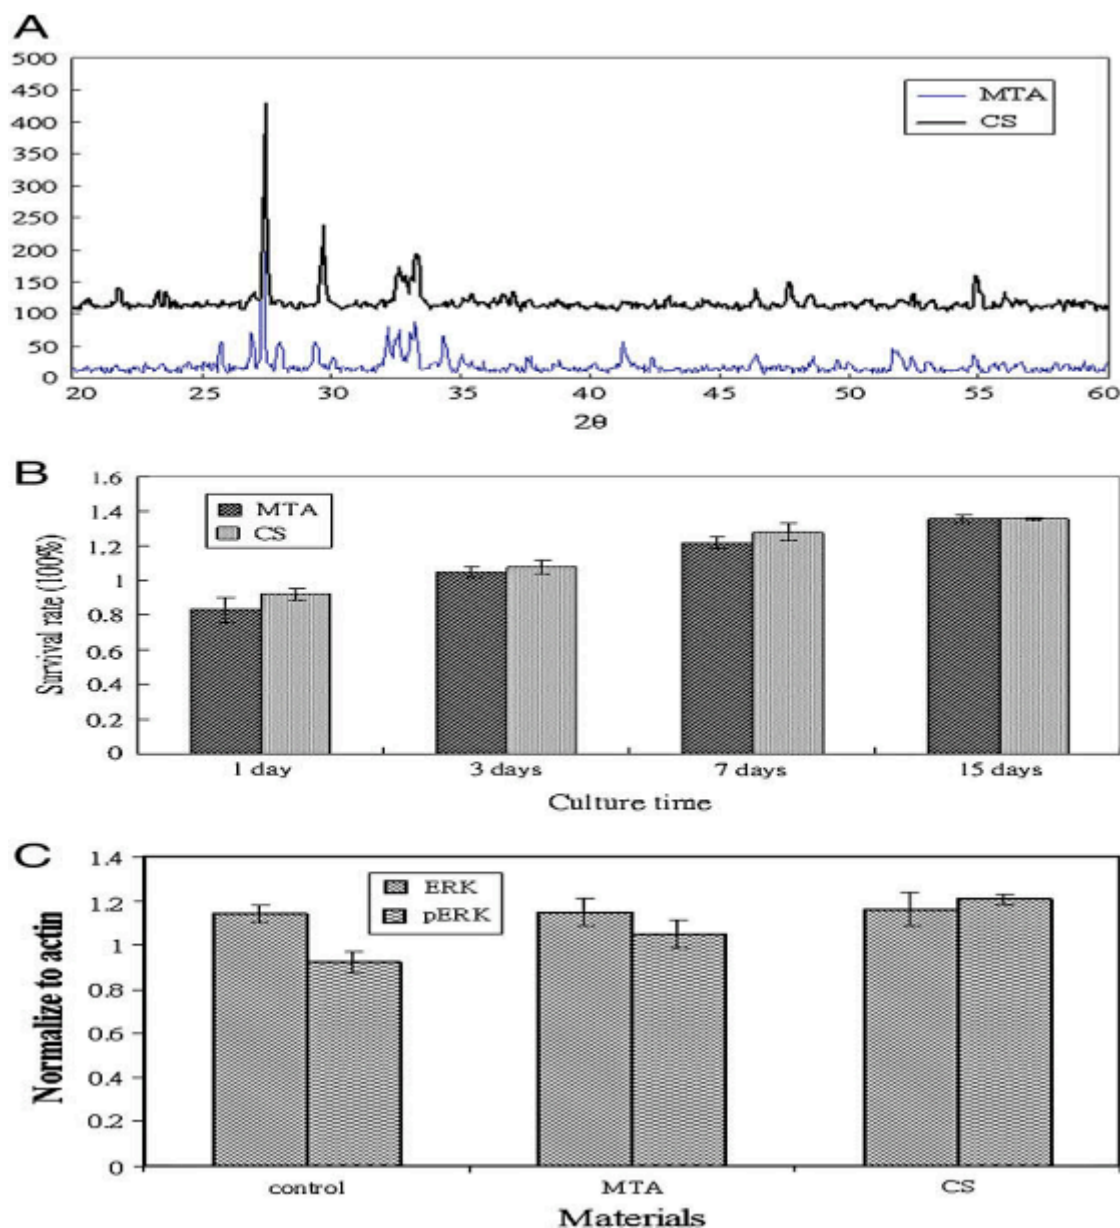 A
500
450
400
350
300
250
200
150
100
50
0
MTA
CS
20 25 30 35 40 45 50 55 60
2θ
B
Survival rate (100%)
1.6
1.4
1.2
1
0.8
0.6
0.4
0.2
0
MTA
CS
1 day 3 days 7 days 15 days
Culture time
C
Normalize to actin
1.4
1.2
1
0.8
0.6
0.4
0.2
0
ERK
pERK
control MTA CS
Materials